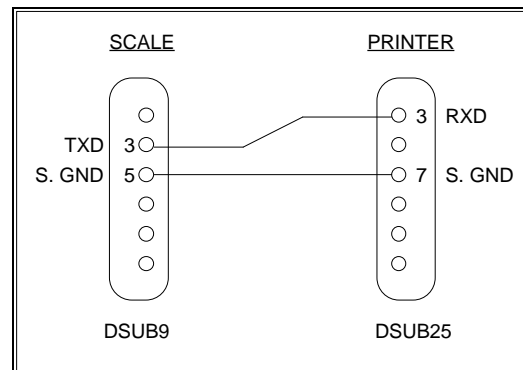 SCALE PRINTER
3 RXD
TXD 3
S. GND 5 7 S. GND
DSUB9 DSUB25